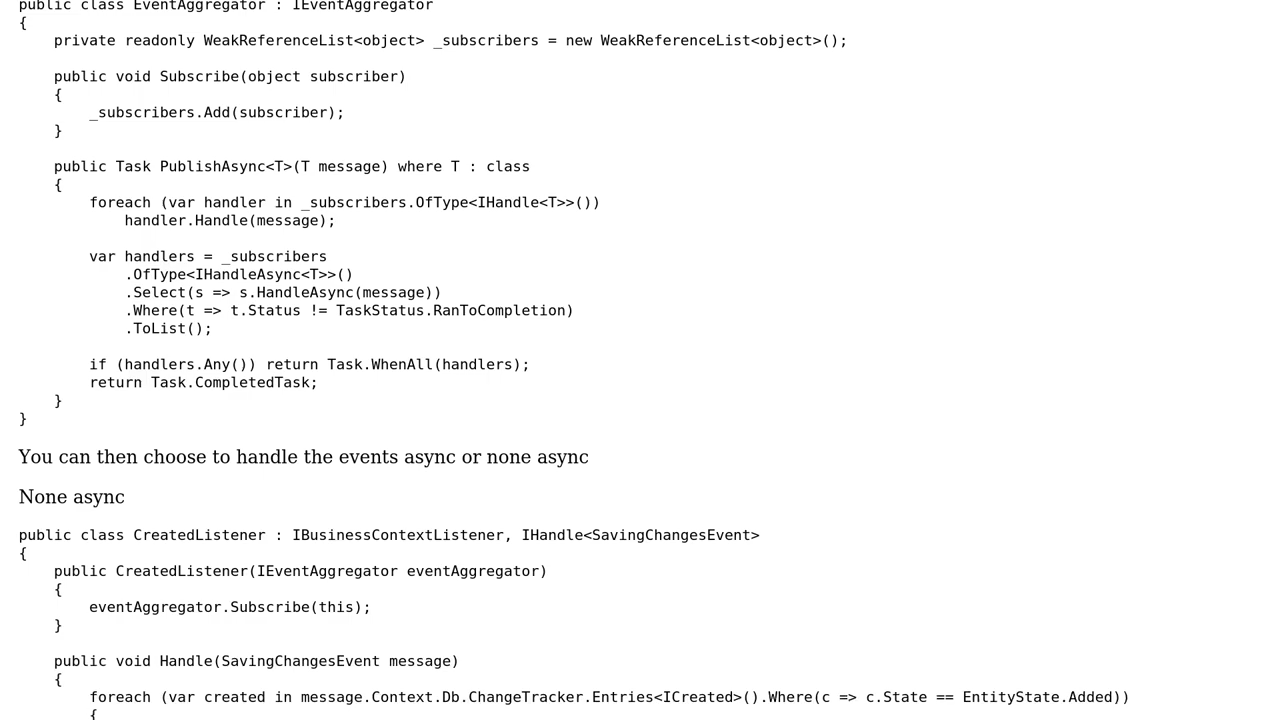 public class EventAggregator : IEventAggregator
{
    private readonly WeakReferenceList<object> _subscribers = new WeakReferenceList<object>();

    public void Subscribe(object subscriber)
    {
        _subscribers.Add(subscriber);
    }

    public Task PublishAsync<T>(T message) where T : class
    {
        foreach (var handler in _subscribers.OfType<IHandle<T>>())
            handler.Handle(message);

        var handlers = _subscribers
            .OfType<IHandleAsync<T>>()
            .Select(s => s.HandleAsync(message))
            .Where(t => t.Status != TaskStatus.RanToCompletion)
            .ToList();

        if (handlers.Any()) return Task.WhenAll(handlers);
        return Task.CompletedTask;
    }
}
You can then choose to handle the events async or none async
None async
public class CreatedListener : IBusinessContextListener, IHandle<SavingChangesEvent>
{
    public CreatedListener(IEventAggregator eventAggregator)
    {
        eventAggregator.Subscribe(this);
    }

    public void Handle(SavingChangesEvent message)
    {
        foreach (var created in message.Context.Db.ChangeTracker.Entries<ICreated>().Where(c => c.State == EntityState.Added))
        {